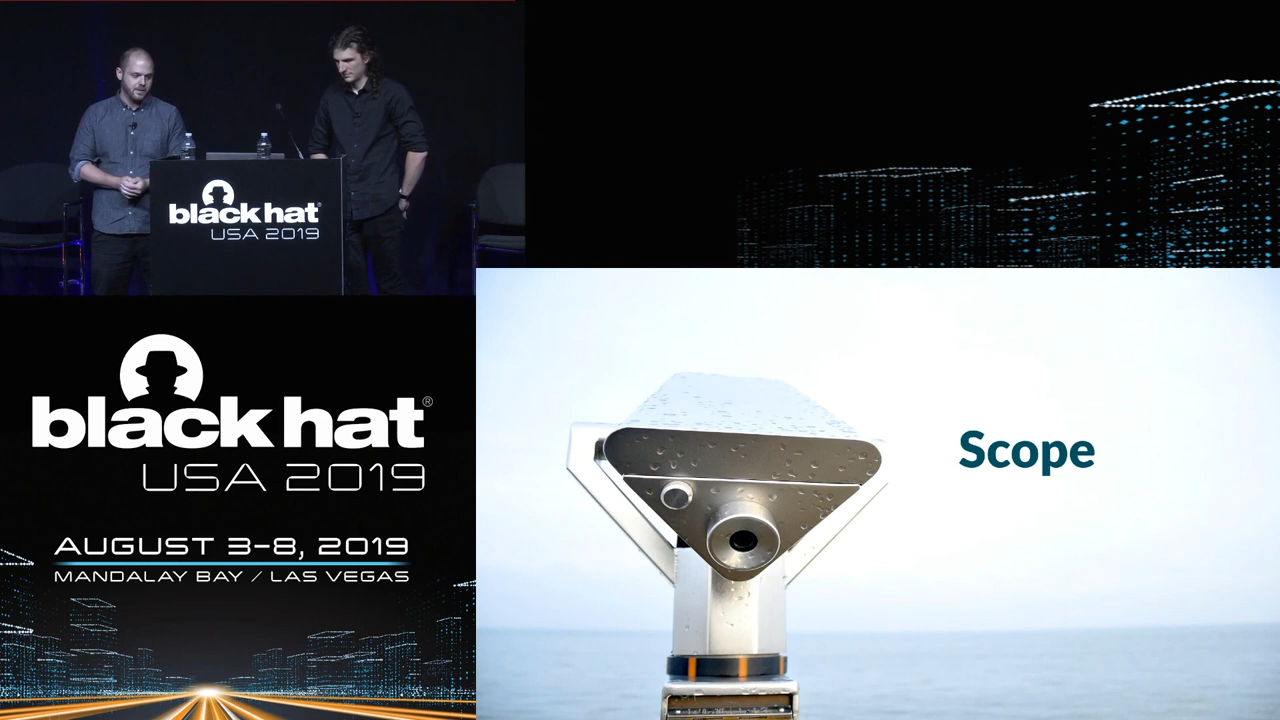 black hat
USA 2019
black hat®
USA 2019
AUGUST 3-8, 2019
MANDALAY BAY / LAS VEGAS
Scope